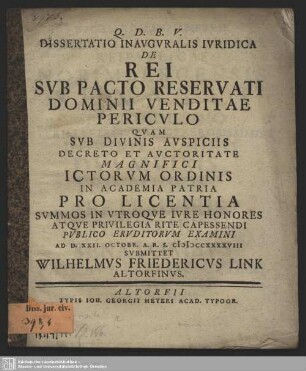 Q. D. B. V.
DISSERTATIO INAVGVRALIS IVRIDICA
DE
REI
SVB PACTO RESERVATI
DOMINII VENDITAE
PERICVLO
QVAM
SVB DIVINIS AVSPICIIS
DECRETO ET AVCTORITATE
MAGNIFICI
ICTORVM ORDINIS
IN ACADEMIA PATRIA
PRO LICENTIA
SVMMOS IN VTROQVE IVRE HONORES
ATQVE PRIVILEGIA RITE CAPESSENDI
PVBLICO ERVDITORVM EXAMINI
AD D. XXII. OCTOBR. A. R. S. CIƆIƆCCXXXXVIII
SVBMITTET
WILHELMVS FRIEDERICVS LINK
ALTORFINVS.
ALTORFII
TYPIS IOH. GEORGII MEYERI ACAD. TYPOGR.
Diss. jur. civ.